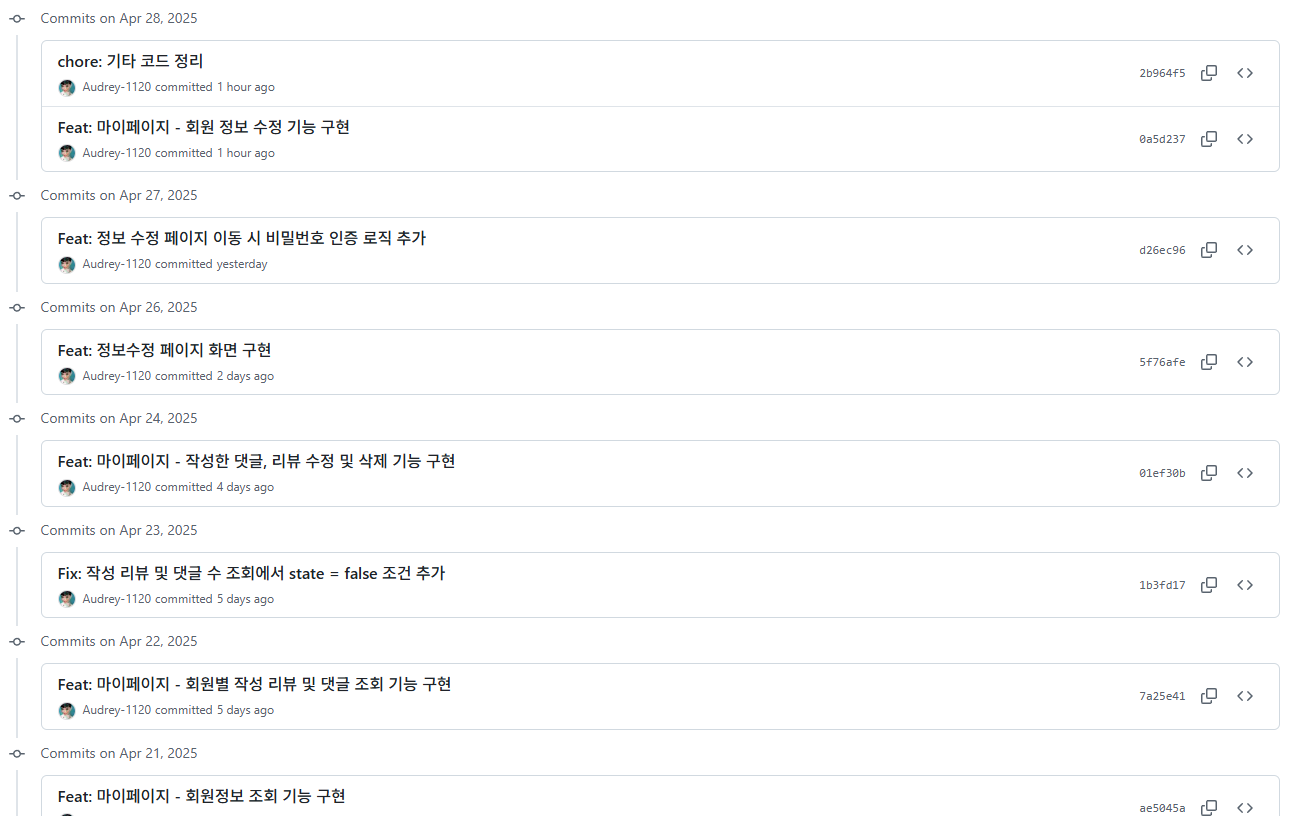 Commits on Apr 28, 2025
chore: 기타 코드 정리
2b964f5
Audrey-1120 committed 1 hour ago
Feat: 마이페이지 - 회원 정보 수정 기능 구현
0a5d237
Audrey-1120 committed 1 hour ago
Commits on Apr 27, 2025
Feat: 정보 수정 페이지 이동 시 비밀번호 인증 로직 추가
d26ec96
Audrey-1120 committed yesterday
Commits on Apr 26, 2025
Feat: 정보수정 페이지 화면 구현
5f76afe
Audrey-1120 committed 2 days ago
Commits on Apr 24, 2025
Feat: 마이페이지 - 작성한 댓글, 리뷰 수정 및 삭제 기능 구현
01ef30b
Audrey-1120 committed 4 days ago
Commits on Apr 23, 2025
Fix: 작성 리뷰 및 댓글 수 조회에서 state = false 조건 추가
1b3fd17
Audrey-1120 committed 5 days ago
Commits on Apr 22, 2025
Feat: 마이페이지 - 회원별 작성 리뷰 및 댓글 조회 기능 구현
7a25e41
Audrey-1120 committed 5 days ago
Commits on Apr 21, 2025
Feat: 마이페이지 - 회원정보 조회 기능 구현
ae5045a